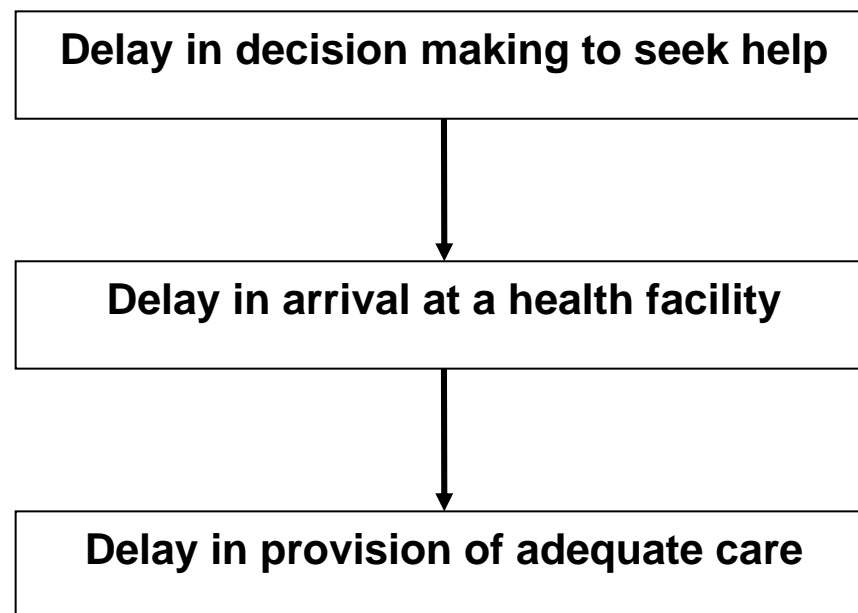 Delay in decision making to seek help
Delay in arrival at a health facility
Delay in provision of adequate care